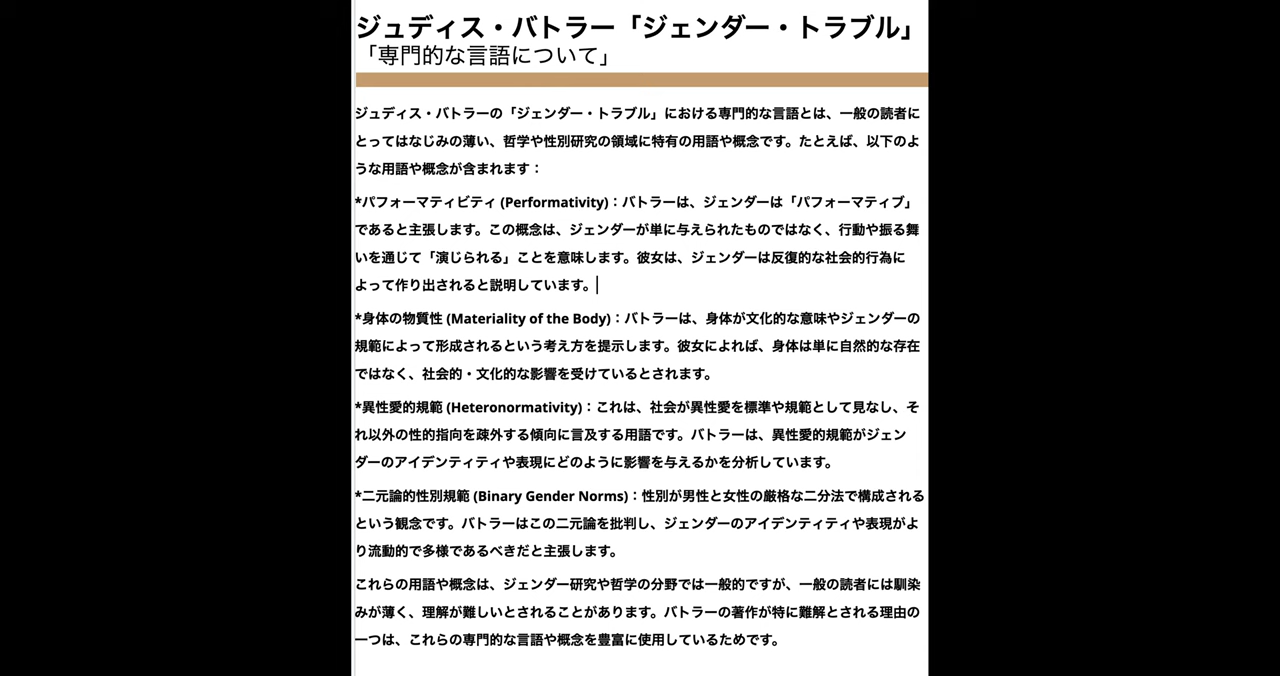 ジュディス・バトラー「ジェンダー・トラブル」
「専門的な言語について」
ジュディス・バトラーの「ジェンダー・トラブル」における専門的な言語とは、一般の読者に
とってはなじみの薄い、哲学や性別研究の領域に特有の用語や概念です。たとえば、以下のよ
うな用語や概念が含まれます：
*パフォーマティビティ (Performativity)：バトラーは、ジェンダーは「パフォーマティブ」
であると主張します。この概念は、ジェンダーが単に与えられたものではなく、行動や振る舞
いを通じて「演じられる」ことを意味します。彼女は、ジェンダーは反復的な社会的行為に
よって作り出されると説明しています。
*身体の物質性 (Materiality of the Body)：バトラーは、身体が文化的な意味やジェンダーの
規範によって形成されるという考え方を提示します。彼女によれば、身体は単に自然的な存在
ではなく、社会的・文化的な影響を受けているとされます。
*異性愛的規範 (Heteronormativity)：これは、社会が異性愛を標準や規範として見なし、そ
れ以外の性的指向を疎外する傾向に言及する用語です。バトラーは、異性愛的規範がジェン
ダーのアイデンティティや表現にどのように影響を与えるかを分析しています。
*二元論的性別規範 (Binary Gender Norms)：性別が男性と女性の厳格な二分法で構成される
という観念です。バトラーはこの二元論を批判し、ジェンダーのアイデンティティや表現がよ
り流動的で多様であるべきだと主張します。
これらの用語や概念は、ジェンダー研究や哲学の分野では一般的ですが、一般の読者には馴染
みが薄く、理解が難しいとされることがあります。バトラーの著作が特に難解とされる理由の
一つは、これらの専門的な言語や概念を豊富に使用しているためです。